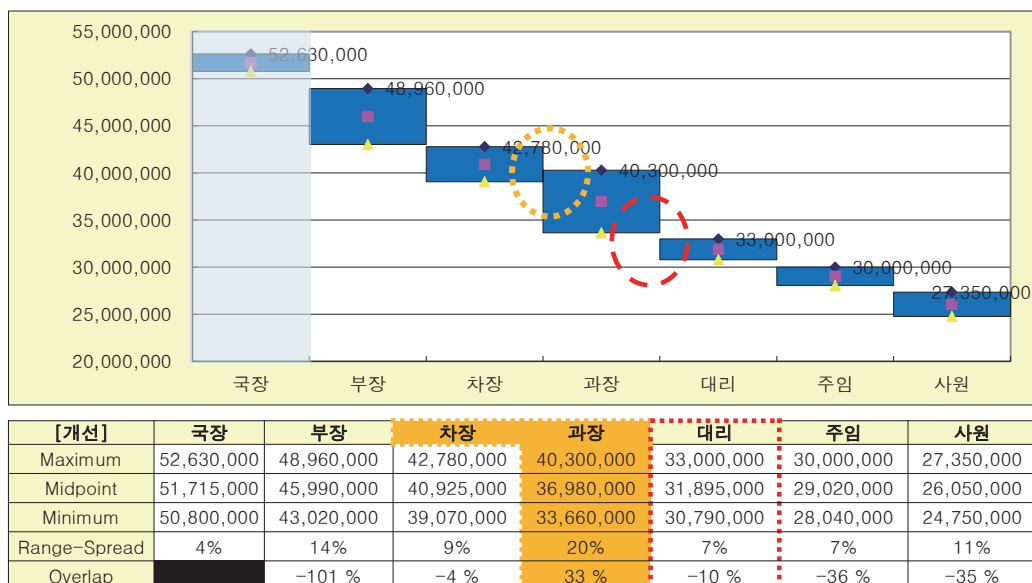 55,000,000
50,000,000
45,000,000
40,000,000
35,000,000
30,000,000
25,000,000
20,000,000
52,630,000
48,960,000
42,780,000
40,300,000
33,000,000
30,000,000
27,350,000
국장 부장 차장 과장 대리 주임 사원
[개선] 국장 부장 차장 과장 대리 주임 사원
Maximum 52,630,000 48,960,000 42,780,000 40,300,000 33,000,000 30,000,000 27,350,000
Midpoint 51,715,000 45,990,000 40,925,000 36,980,000 31,895,000 29,020,000 26,050,000
Minimum 50,800,000 43,020,000 39,070,000 33,660,000 30,790,000 28,040,000 24,750,000
Range-Spread 4% 14% 9% 20% 7% 7% 11%
Overlap -101 % -4 % 33 % -10 % -36 % -35 %